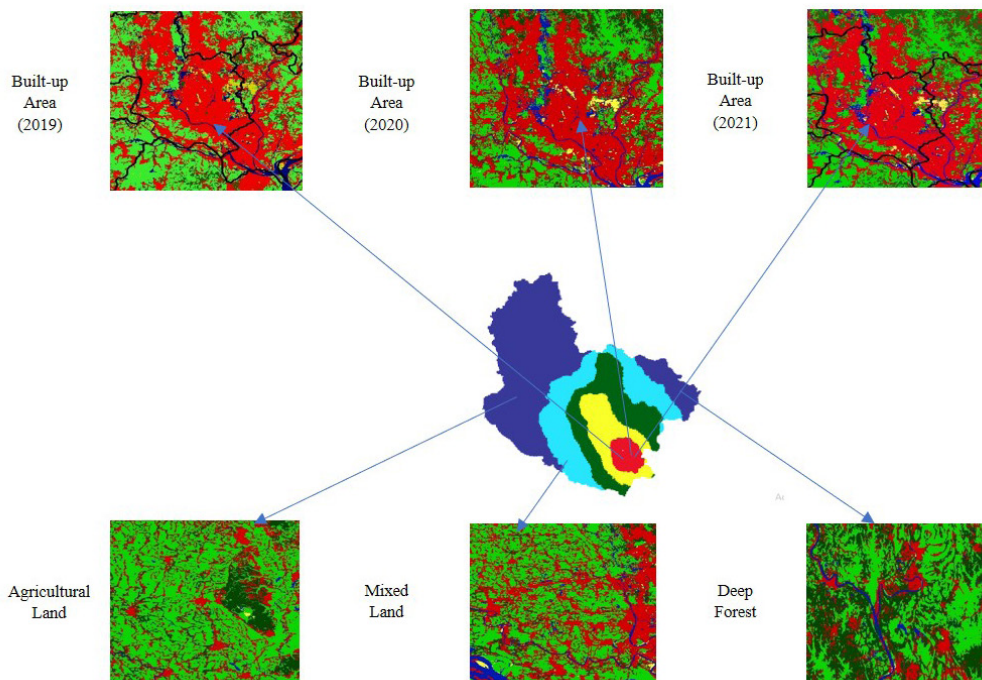 Built-up
Area
(2019)
Built-up
Area
(2020)
Built-up
Area
(2021)
Agricultural
Land
Mixed
Land
Deep
Forest